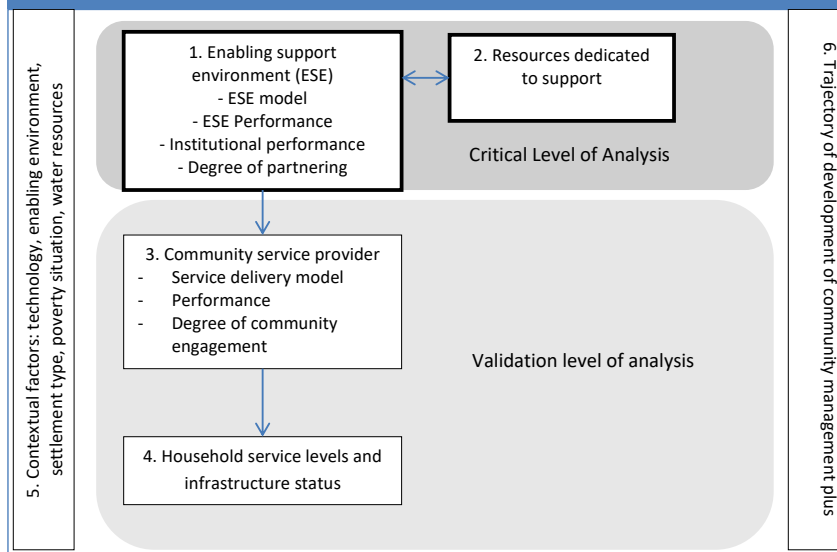 5. Contextual factors: technology, enabling environment,
settlement type, poverty situation, water resources
1. Enabling support
environment (ESE)
- ESE model
- ESE Performance
- Institutional performance
- Degree of partnering
2. Resources dedicated
to support
Critical Level of Analysis
3. Community service provider
- Service delivery model
- Performance
- Degree of community
engagement
Validation level of analysis
4. Household service levels and
infrastructure status
6. Trajectory of development of community management plus